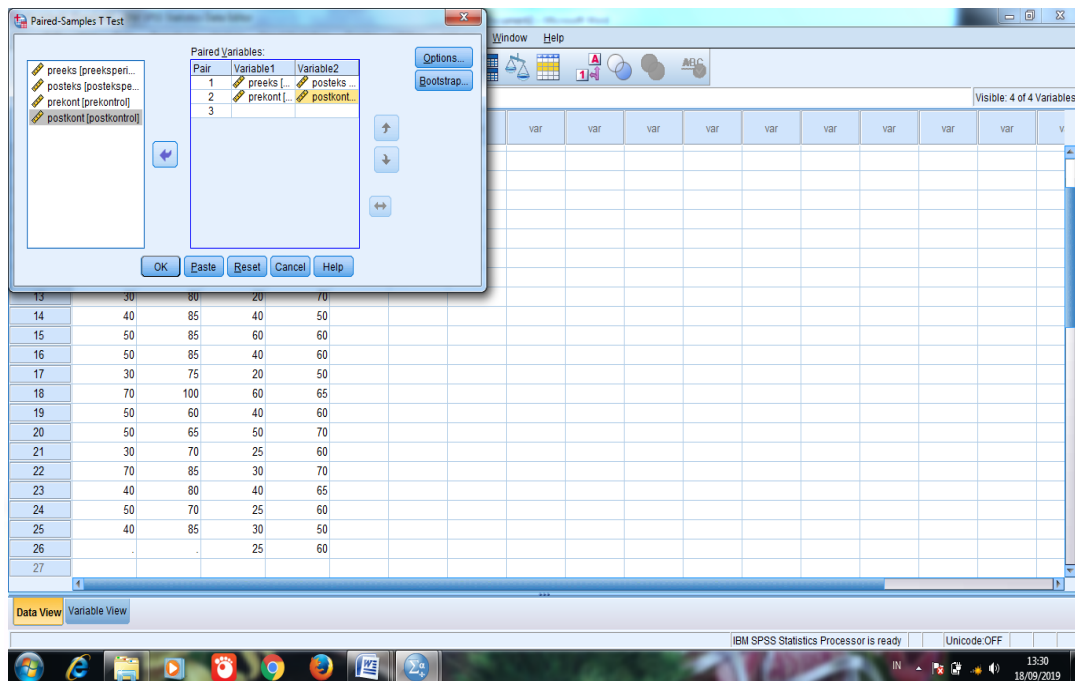 Paired-Samples T Test
Window Help
Paired Variables:
Pair Variable1 Variable2
1 preeks [... posteks ...
2 prekont [... postkont...
3
preeks [preeksperi...
posteks [postekspe...
prekont [prekontrol]
postkont [postkontrol]
Options...
Bootstrap...
OK Paste Reset Cancel Help
Visible: 4 of 4 Variables
var var var var var var var var var v
13 30 80 20 70
14 40 85 40 50
15 50 85 60 60
16 50 85 40 60
17 30 75 20 50
18 70 100 60 65
19 50 60 40 60
20 50 65 50 70
21 30 70 25 60
22 70 85 30 70
23 40 80 40 65
24 50 70 25 60
25 40 85 30 50
26 . . 25 60
27
Data View Variable View
IBM SPSS Statistics Processor is ready Unicode:OFF
IN 13:30
18/09/2019